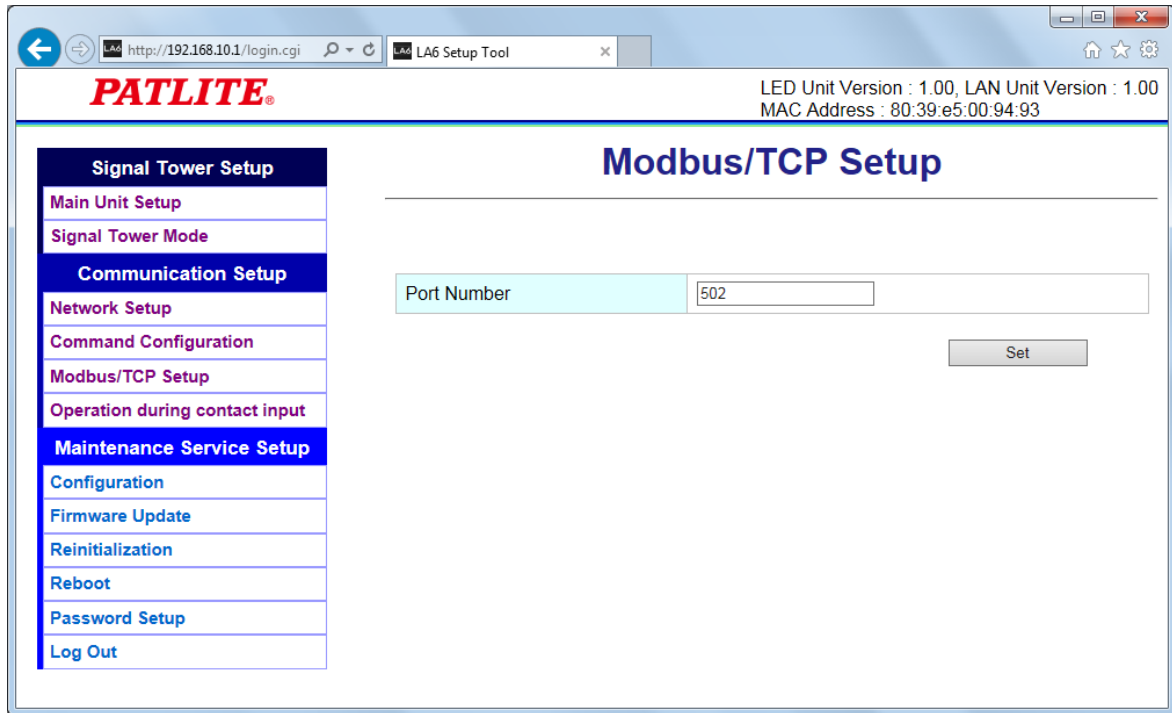 http://192.168.10.1/login.cgi
LA6 LA6 Setup Tool
PATLITE®
LED Unit Version : 1.00, LAN Unit Version : 1.00
MAC Address : 80:39:e5:00:94:93
Signal Tower Setup
Main Unit Setup
Signal Tower Mode
Communication Setup
Network Setup
Command Configuration
Modbus/TCP Setup
Operation during contact input
Maintenance Service Setup
Configuration
Firmware Update
Reinitialization
Reboot
Password Setup
Log Out
Modbus/TCP Setup
Port Number 502
Set